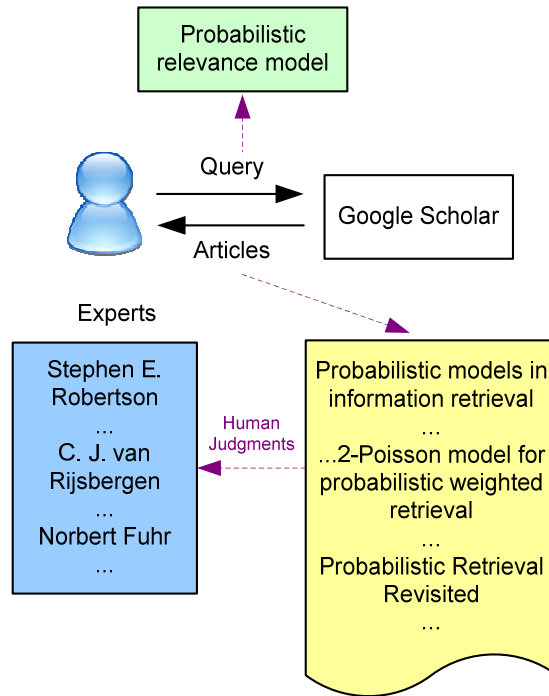 Probabilistic
relevance model
Query
Google Scholar
Articles
Experts
Stephen E.
Robertson
...
C. J. van
Rijsbergen
...
Norbert Fuhr
...
Human
Judgments
Probabilistic models in
information retrieval
...
...2-Poisson model for
probabilistic weighted
retrieval
...
Probabilistic Retrieval
Revisited
...